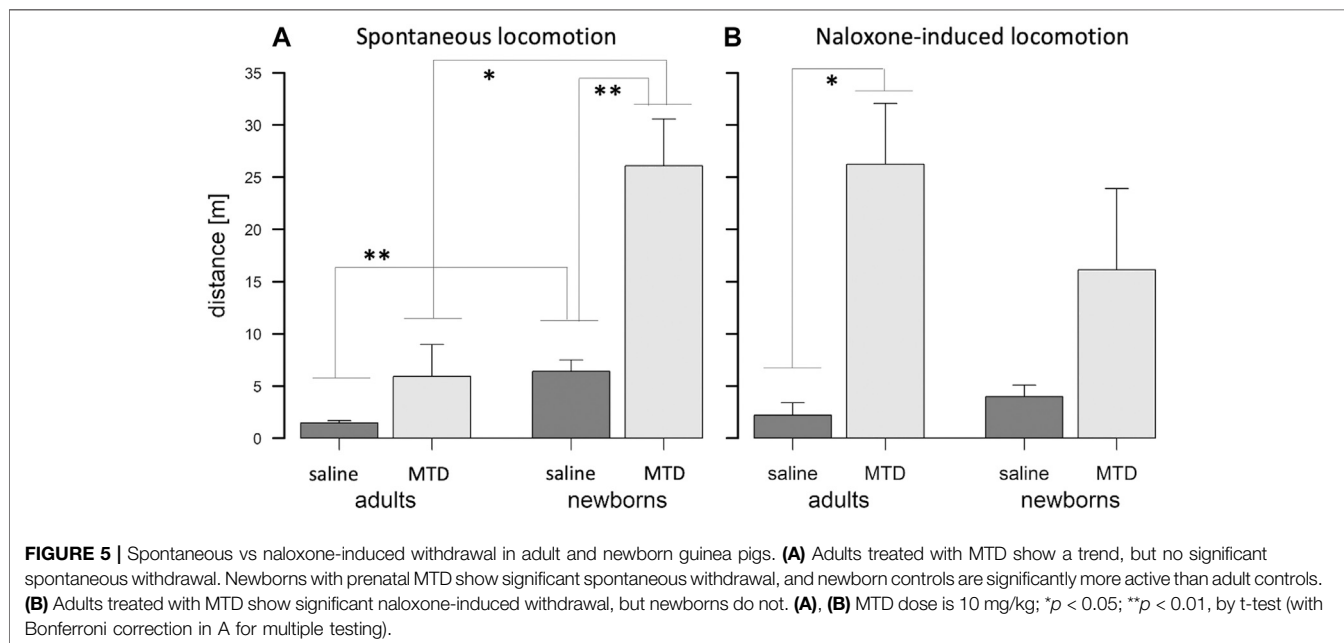 A Spontaneous locomotion
B Naloxone-induced locomotion
distance [m]
35
30
25
20
15
10
5
0
*
**
**
*
saline MTD saline MTD
adults newborns
saline MTD saline MTD
adults newborns
FIGURE 5 | Spontaneous vs naloxone-induced withdrawal in adult and newborn guinea pigs. (A) Adults treated with MTD show a trend, but no significant
spontaneous withdrawal. Newborns with prenatal MTD show significant spontaneous withdrawal, and newborn controls are significantly more active than adult controls.
(B) Adults treated with MTD show significant naloxone-induced withdrawal, but newborns do not. (A), (B) MTD dose is 10 mg/kg; *p < 0.05; **p < 0.01, by t-test (with
Bonferroni correction in A for multiple testing).